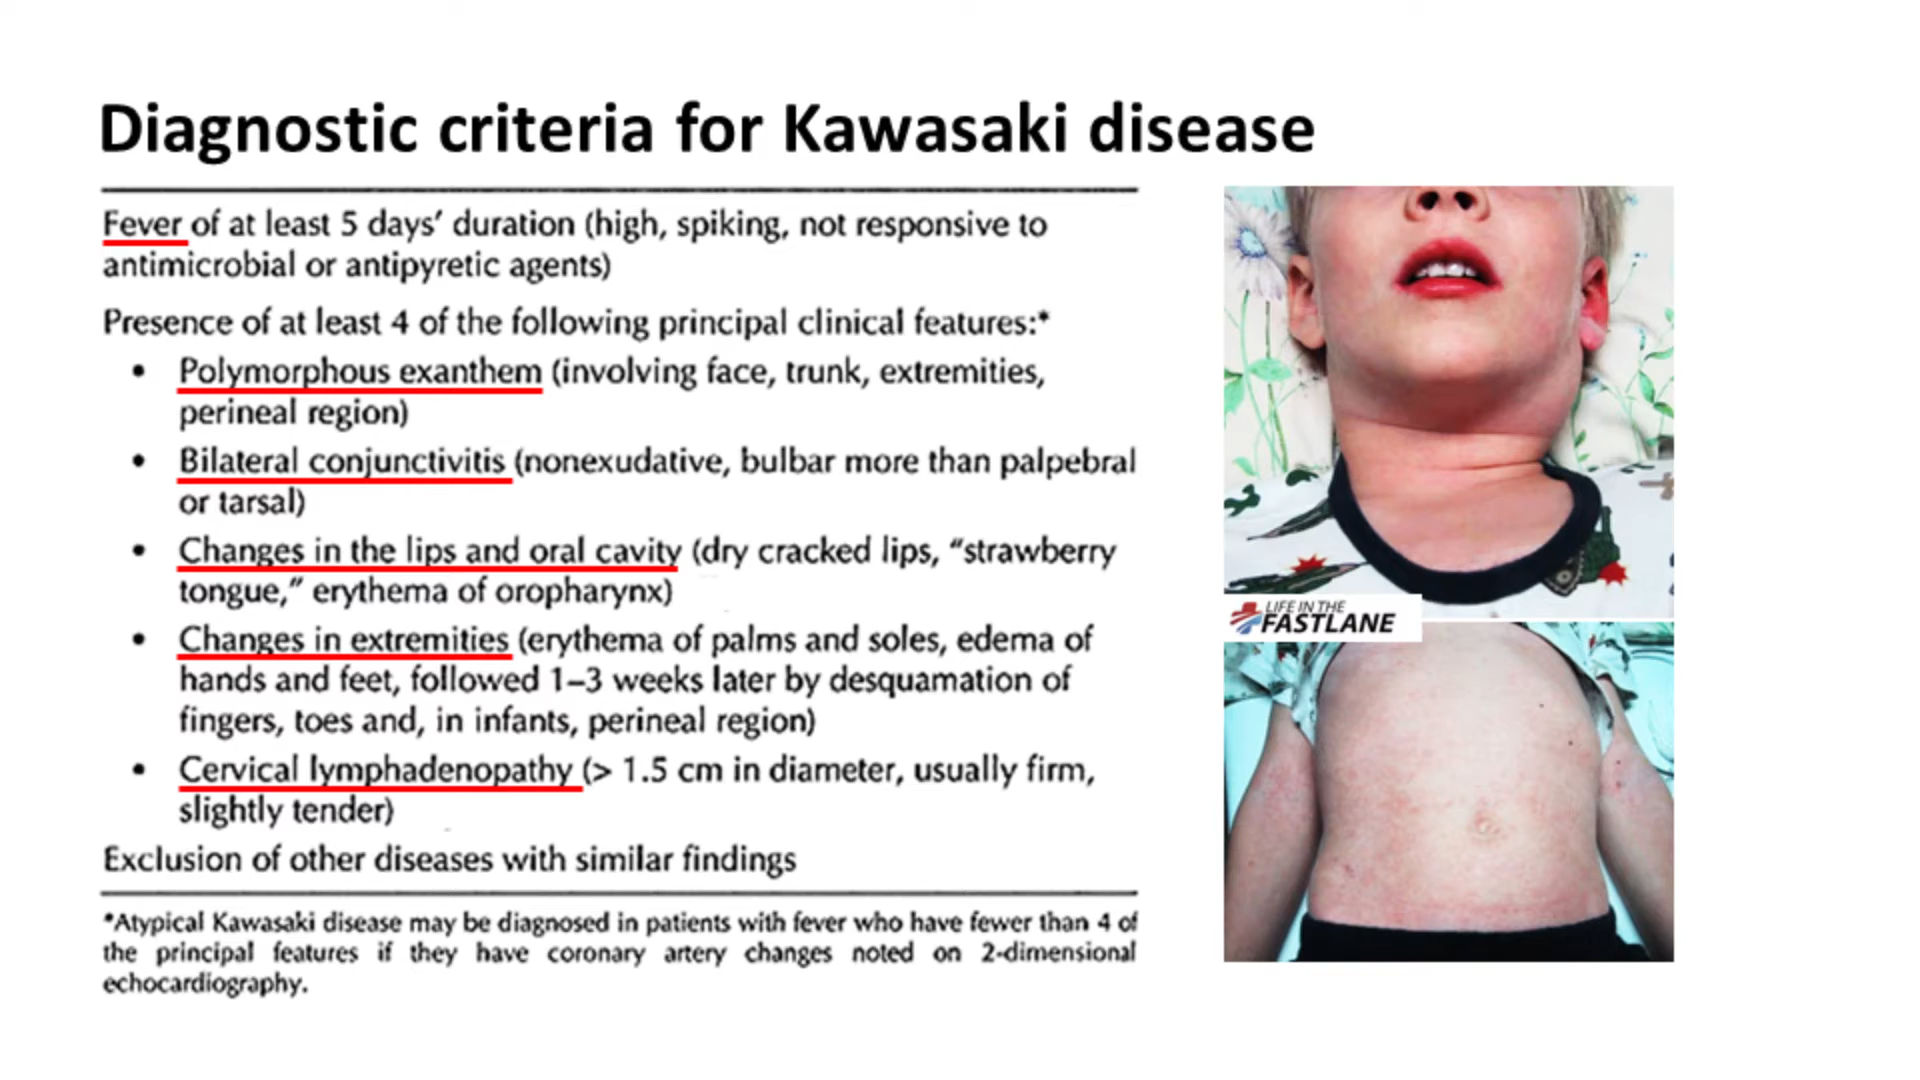 Diagnostic criteria for Kawasaki disease
Fever of at least 5 days’ duration (high, spiking, not responsive to
antimicrobial or antipyretic agents)
Presence of at least 4 of the following principal clinical features:*
• Polymorphous exanthem (involving face, trunk, extremities,
perineal region)
• Bilateral conjunctivitis (nonexudative, bulbar more than palpebral
or tarsal)
• Changes in the lips and oral cavity (dry cracked lips, “strawberry
tongue,” erythema of oropharynx)
• Changes in extremities (erythema of palms and soles, edema of
hands and feet, followed 1–3 weeks later by desquamation of
fingers, toes and, in infants, perineal region)
• Cervical lymphadenopathy (> 1.5 cm in diameter, usually firm,
slightly tender)
Exclusion of other diseases with similar findings
*Atypical Kawasaki disease may be diagnosed in patients with fever who have fewer than 4 of
the principal features if they have coronary artery changes noted on 2-dimensional
echocardiography.
LIFE IN THE
FASTLANE